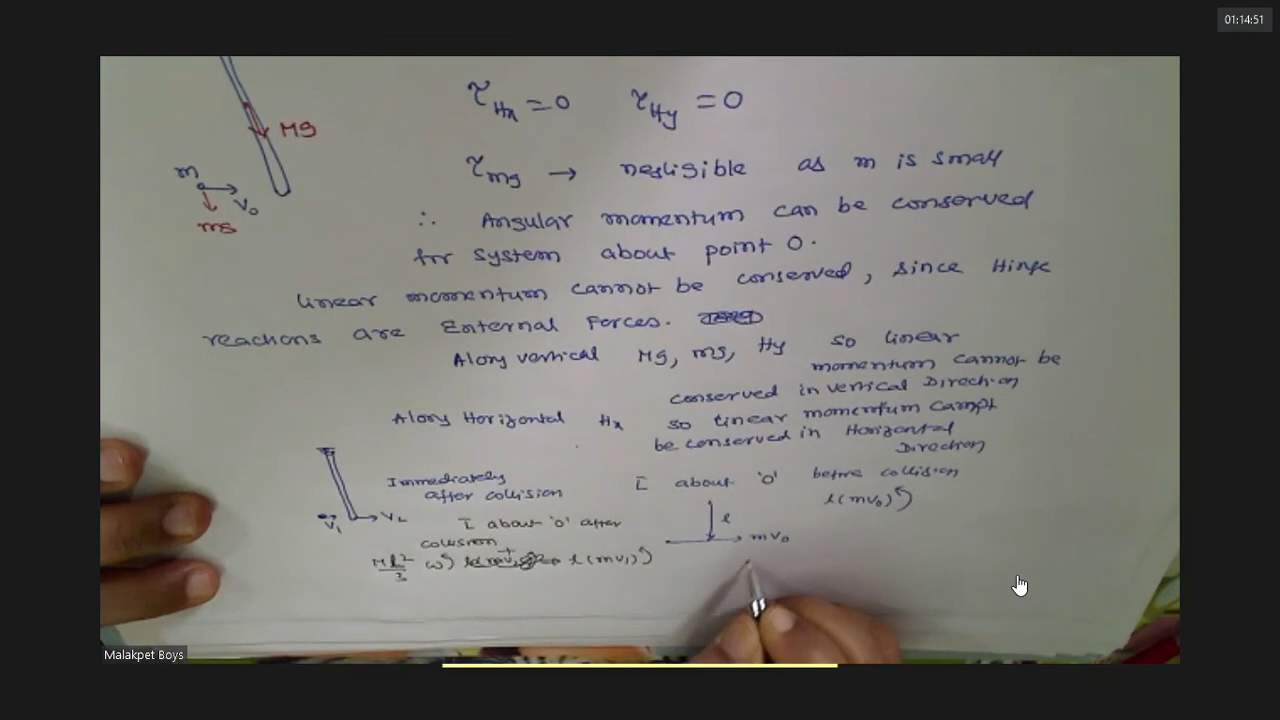 01:14:51
τHx = 0 τHy = 0
Mg
m
V0
mg
τmg → negligible as m is small
∴ Angular momentum can be conserved
for system about point O.
linear momentum cannot be conserved, since Hinge
reactions are External Forces.
Along vertical Mg, mg, Hy so linear
momentum cannot be
conserved in vertical Direction
Along Horizontal Hx so linear momentum cannot
be conserved in Horizontal
Direction
Immediately
after collision
V1
V2
L about 'O' before collision
l(mv0)
l
mv0
L about 'O' after
collision
Ml²/3 ω + l(mv1)
Malakpet Boys